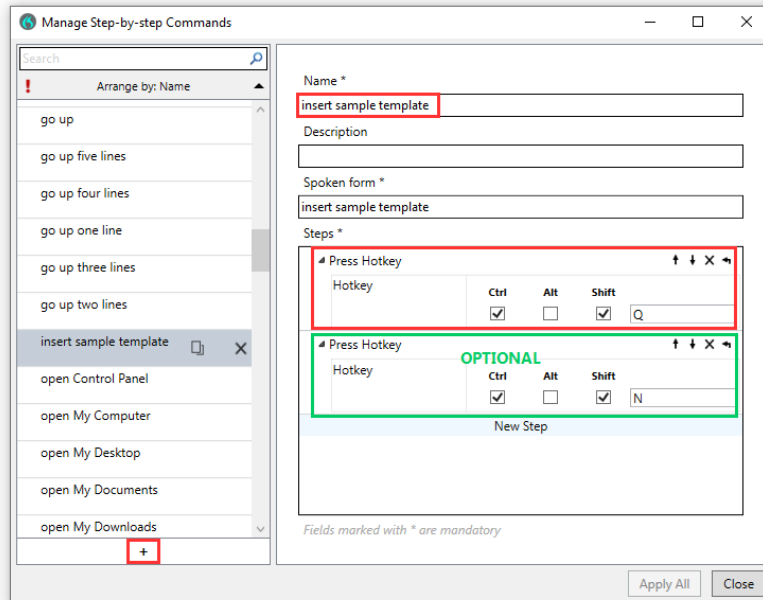 Manage Step-by-step Commands
Search
! Arrange by: Name
go up
go up five lines
go up four lines
go up one line
go up three lines
go up two lines
insert sample template
open Control Panel
open My Computer
open My Desktop
open My Documents
open My Downloads
+
Name *
insert sample template
Description
Spoken form *
insert sample template
Steps *
Press Hotkey
Hotkey
Ctrl Alt Shift
Q
Press Hotkey
OPTIONAL
Hotkey
Ctrl Alt Shift
N
New Step
Fields marked with * are mandatory
Apply All Close